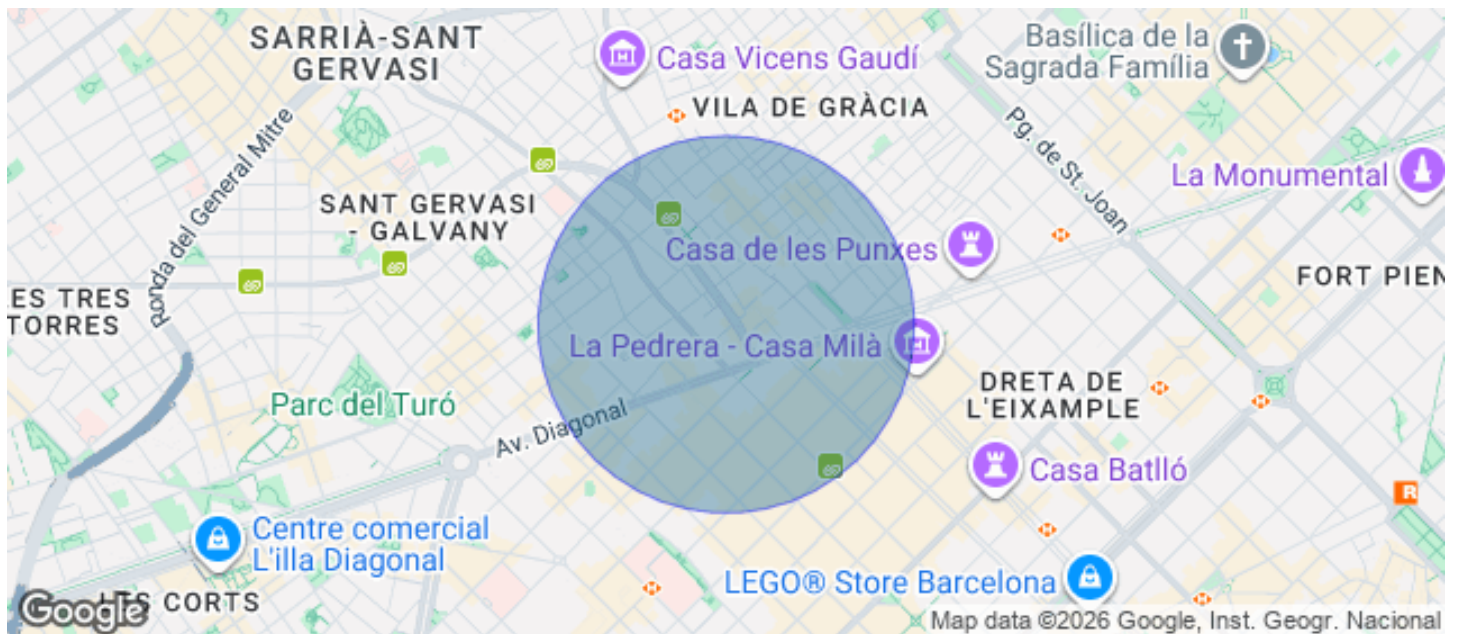 SARRIÀ-SANT
GERVASI
Casa Vicens Gaudí
Basílica de la
Sagrada Família
VILA DE GRÀCIA
Ronda del General Mitre
Pg. de St. Joan
La Monumental
SANT GERVASI
- GALVANY
Casa de les Punxes
FORT PIEN
ES TRES
TORRES
La Pedrera - Casa Milà
DRETA DE
L'EIXAMPLE
Parc del Turó
Av. Diagonal
Casa Batlló
R
Centre comercial
L'illa Diagonal
LEGO® Store Barcelona
Google
LES CORTS
Map data ©2026 Google, Inst. Geogr. Nacional